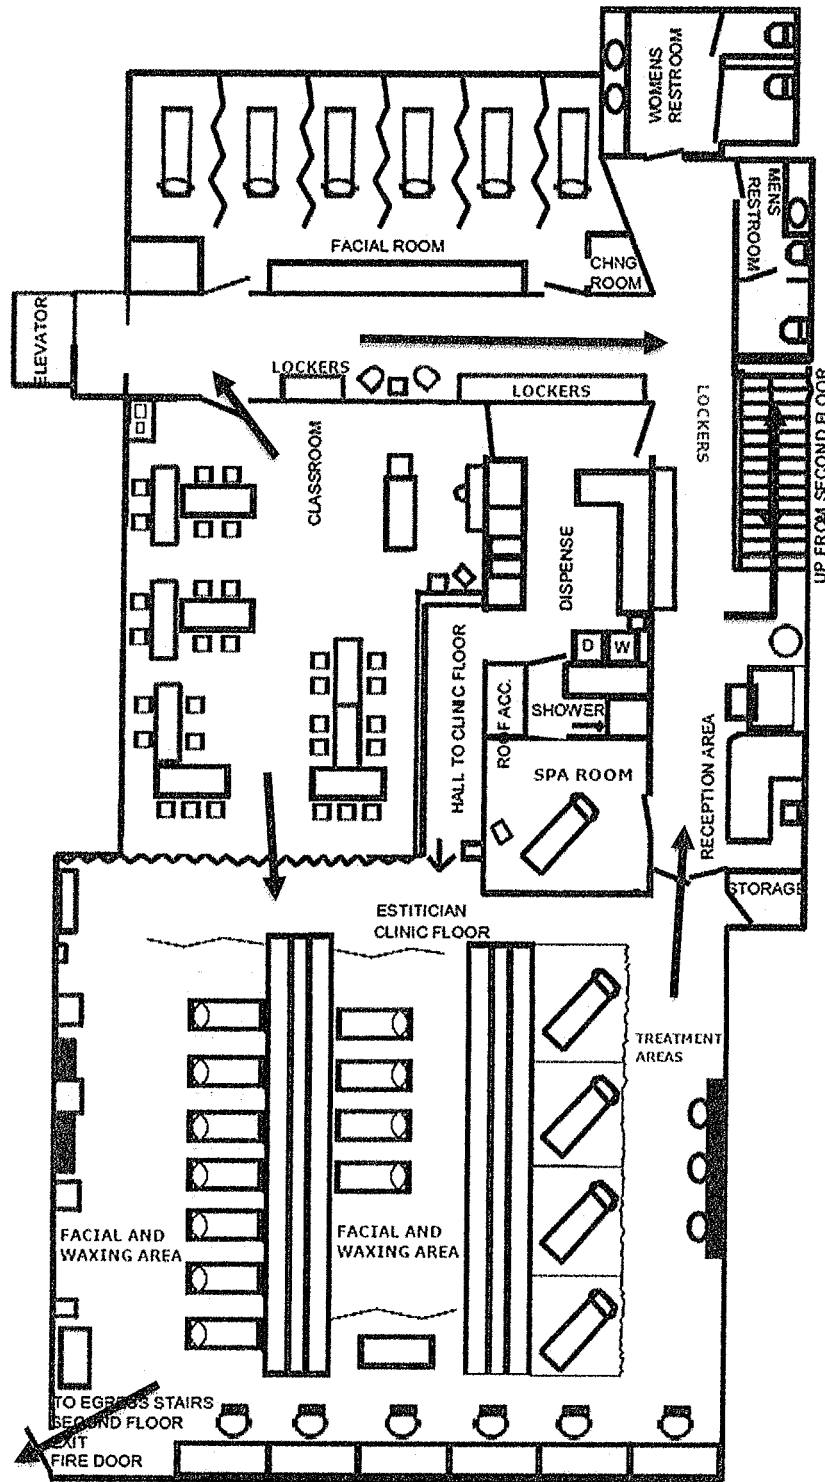 WOMENS
RESTROOM
MENS
RESTROOM
FACIAL ROOM
CHNG
ROOM
ELEVATOR
LOCKERS
LOCKERS
LOCKERS
UP FROM SECOND FLOOR
CLASSROOM
DISPENSE
D
W
HALL TO CLINIC FLOOR
ROOF ACC.
SHOWER
SPA ROOM
RECEPTION AREA
STORAGE
ESTITICIAN
CLINIC FLOOR
TREATMENT
AREAS
FACIAL AND
WAXING AREA
FACIAL AND
WAXING AREA
TO EGRESS STAIRS
SECOND FLOOR
EXIT
FIRE DOOR